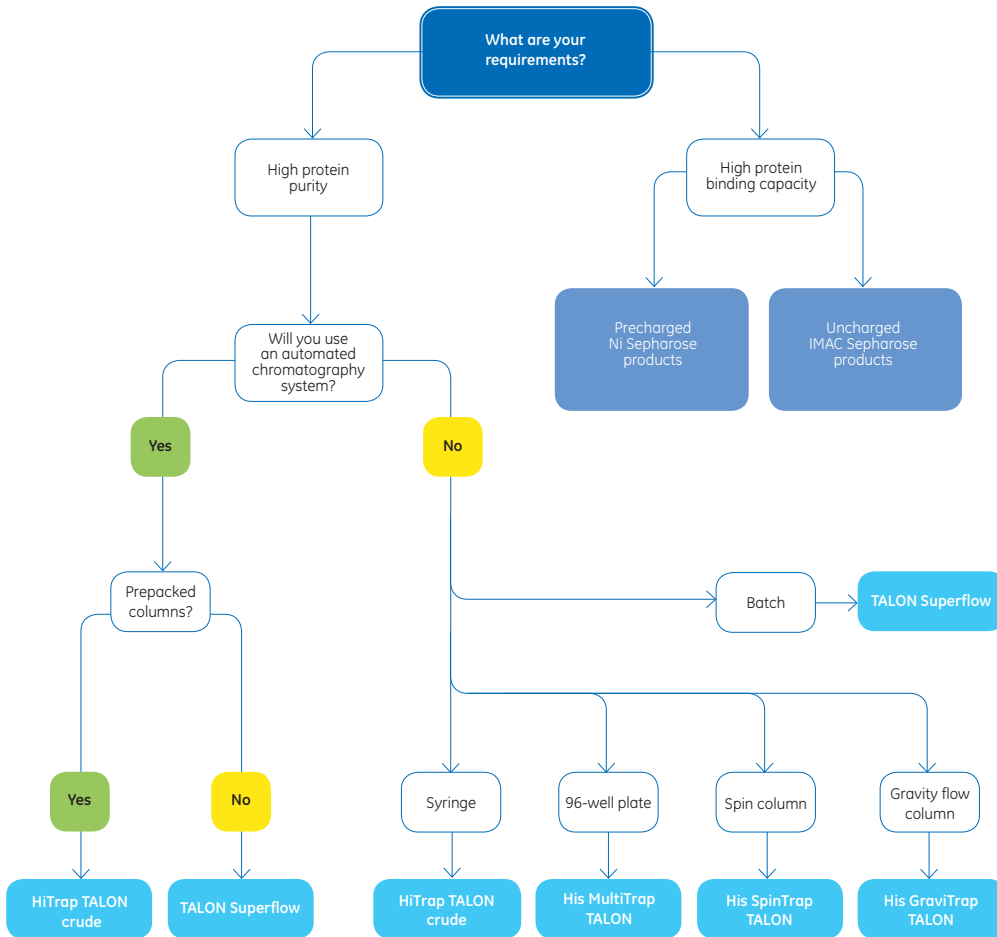 What are your
requirements?
High protein
purity
High protein
binding capacity
Precharged
Ni Sepharose
products
Uncharged
IMAC Sepharose
products
Will you use
an automated
chromatography
system?
Yes
No
Prepacked
columns?
Batch
TALON Superflow
Yes
No
Syringe
96-well plate
Spin column
Gravity flow
column
HiTrap TALON
crude
TALON Superflow
HiTrap TALON
crude
His MultiTrap
TALON
His SpinTrap
TALON
His GraviTrap
TALON